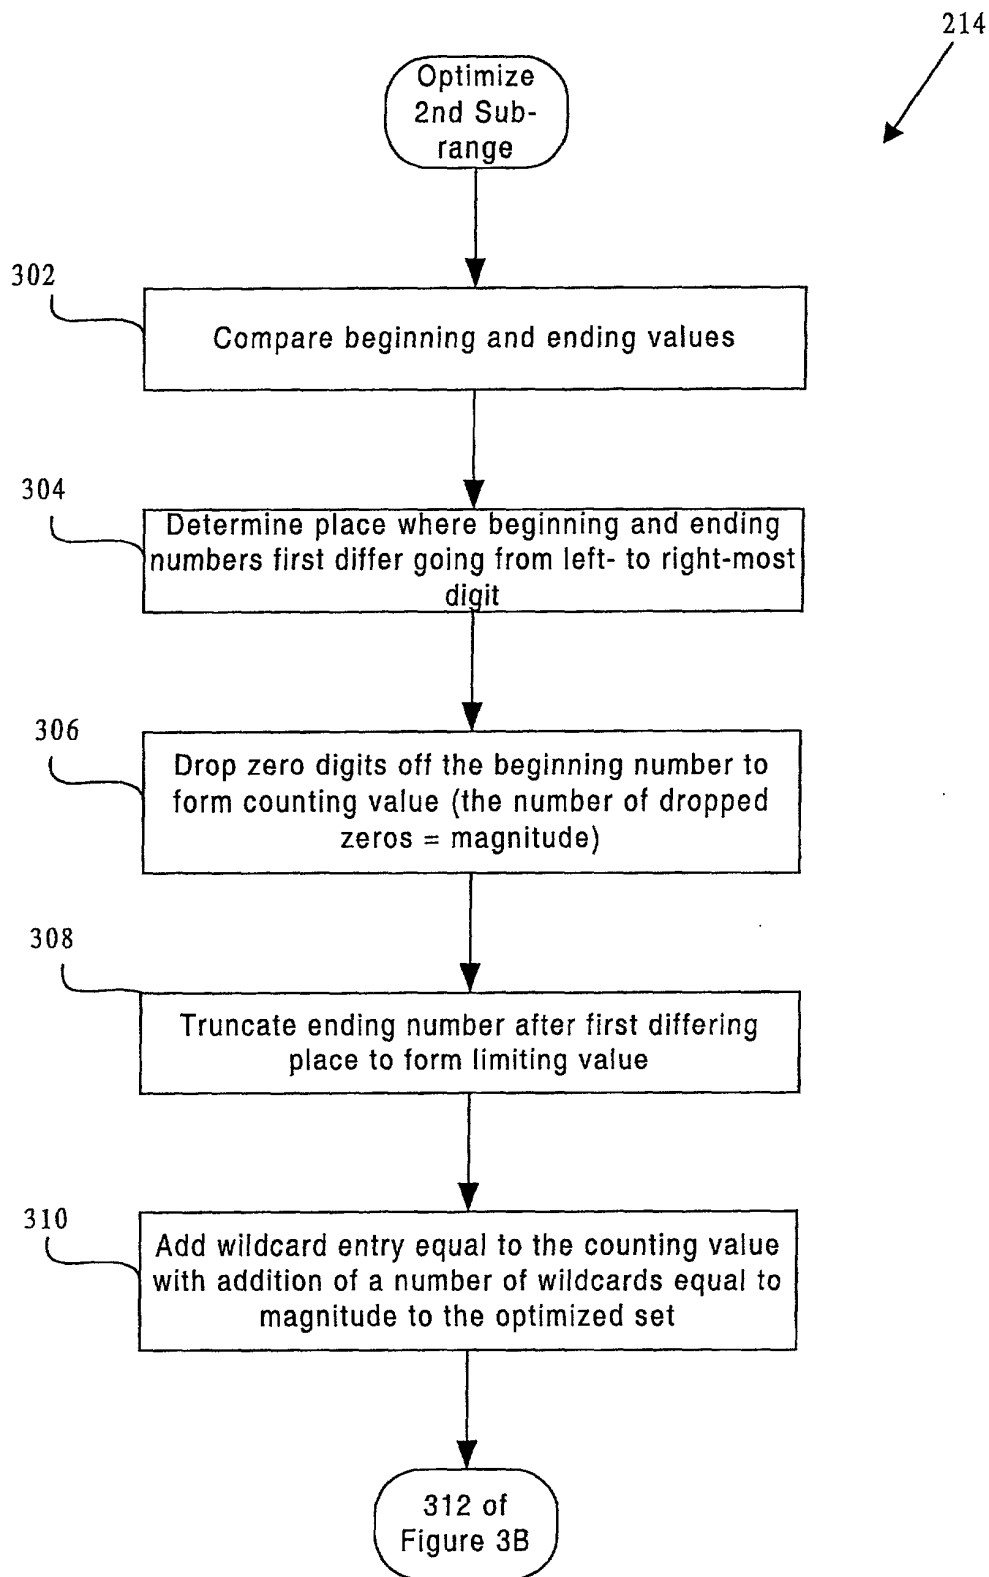 214
Optimize
2nd Sub-
range
302
Compare beginning and ending values
304
Determine place where beginning and ending
numbers first differ going from left- to right-most
digit
306
Drop zero digits off the beginning number to
form counting value (the number of dropped
zeros = magnitude)
308
Truncate ending number after first differing
place to form limiting value
310
Add wildcard entry equal to the counting value
with addition of a number of wildcards equal to
magnitude to the optimized set
312 of
Figure 3B